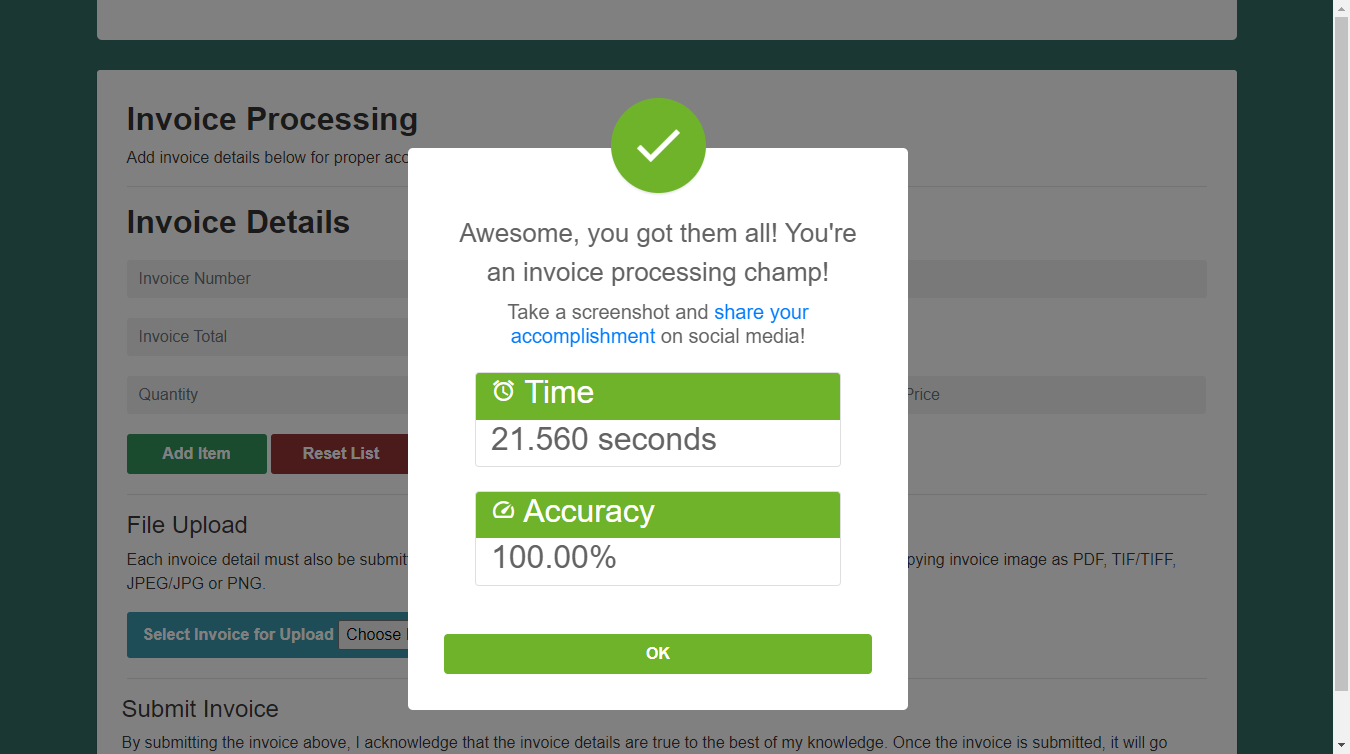 Invoice Processing
Add invoice details below for proper
Invoice Details
Invoice Number
Invoice Total
Quantity
Price
Add Item
Reset List
File Upload
Each invoice detail must also be
pying invoice image as PDF, TIF/TIFF,
JPEG/JPG or PNG.
Select Invoice for Upload
Choose
Submit Invoice
By submitting the invoice above, I acknowledge that the invoice details are true to the best of my knowledge. Once the invoice is submitted, it will go
Awesome, you got them all! You're
an invoice processing champ!
Take a screenshot and share your
accomplishment on social media!
Time
21.560 seconds
Accuracy
100.00%
OK